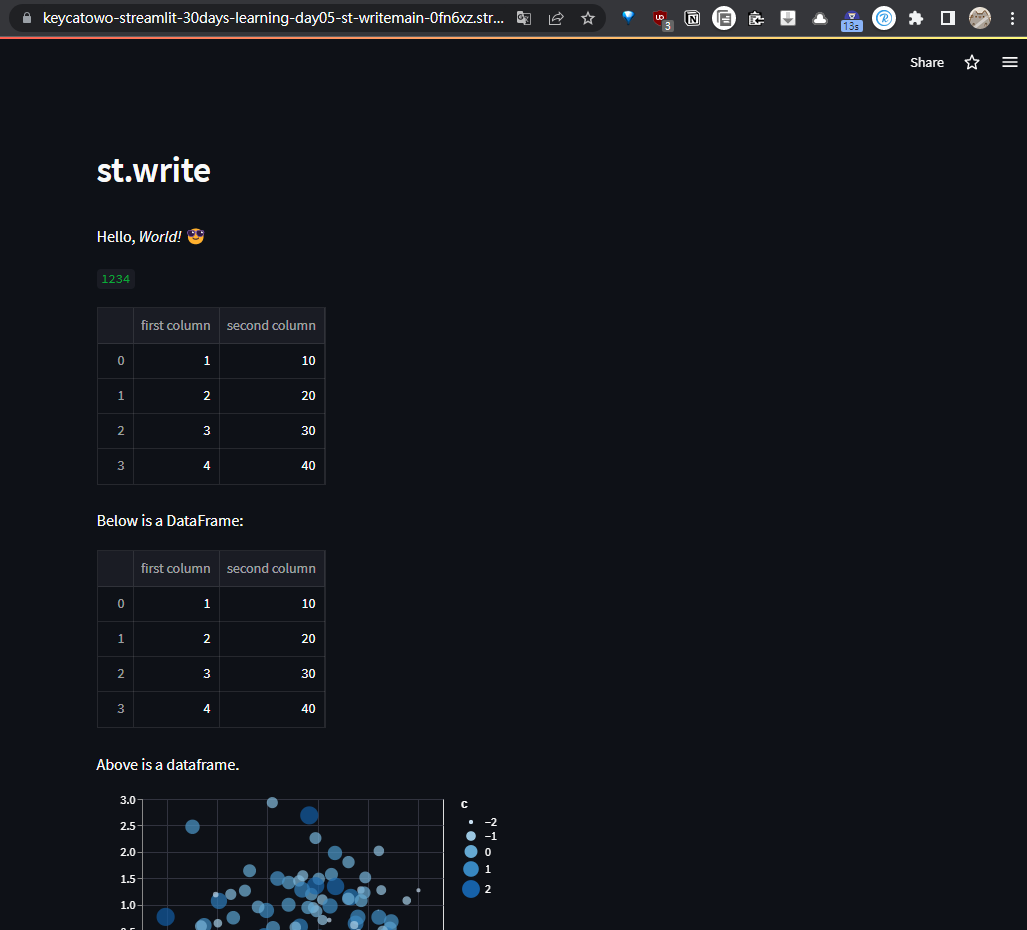 keycatowo-streamlit-30days-learning-day05-st-writemain-0fn6xz.str...
3
13s
Share
st.write
Hello, World! 😎
1234
first column second column
0 1 10
1 2 20
2 3 30
3 4 40
Below is a DataFrame:
first column second column
0 1 10
1 2 20
2 3 30
3 4 40
Above is a dataframe.
3.0
2.5
2.0
1.5
1.0
c
−2
−1
0
1
2